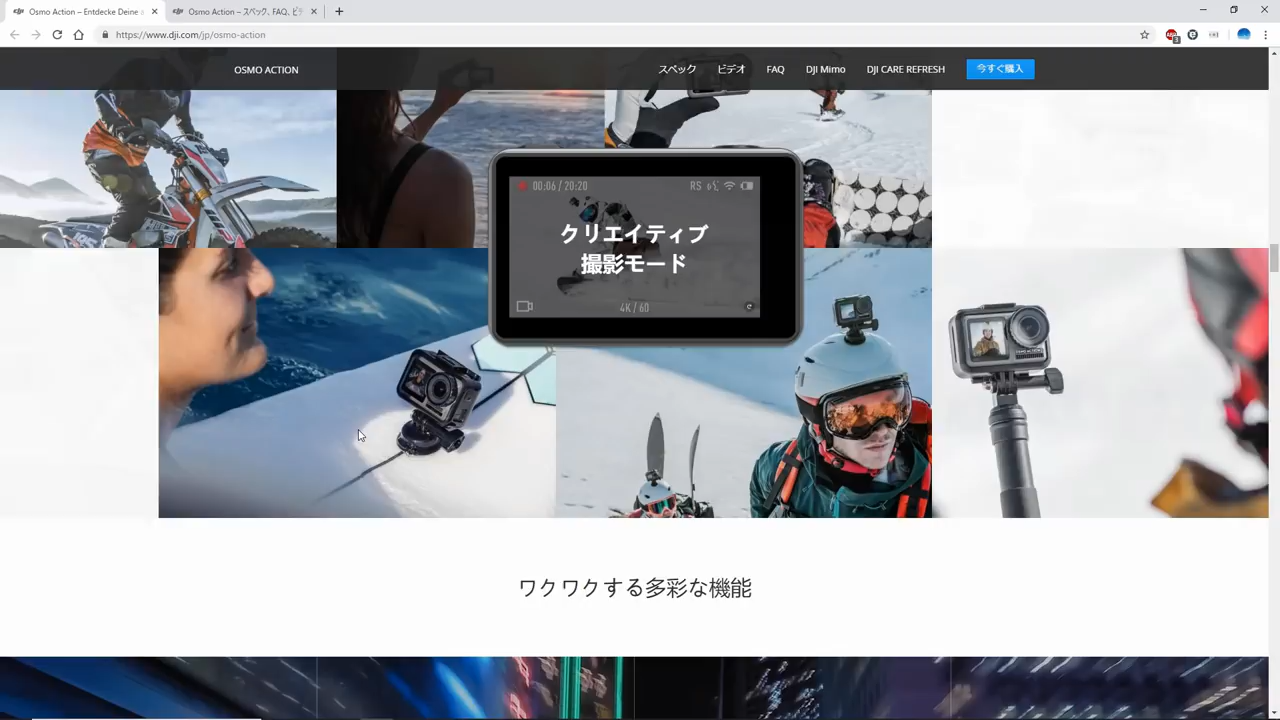 Osmo Action – Entdecke Deine
Osmo Action – スペック、FAQ、ビデ
https://www.dji.com/jp/osmo-action
OSMO ACTION
スペック
ビデオ
FAQ
DJI Mimo
DJI CARE REFRESH
今すぐ購入
00:06 / 20:20
RS
クリエイティブ
撮影モード
4K / 60
ワクワクする多彩な機能